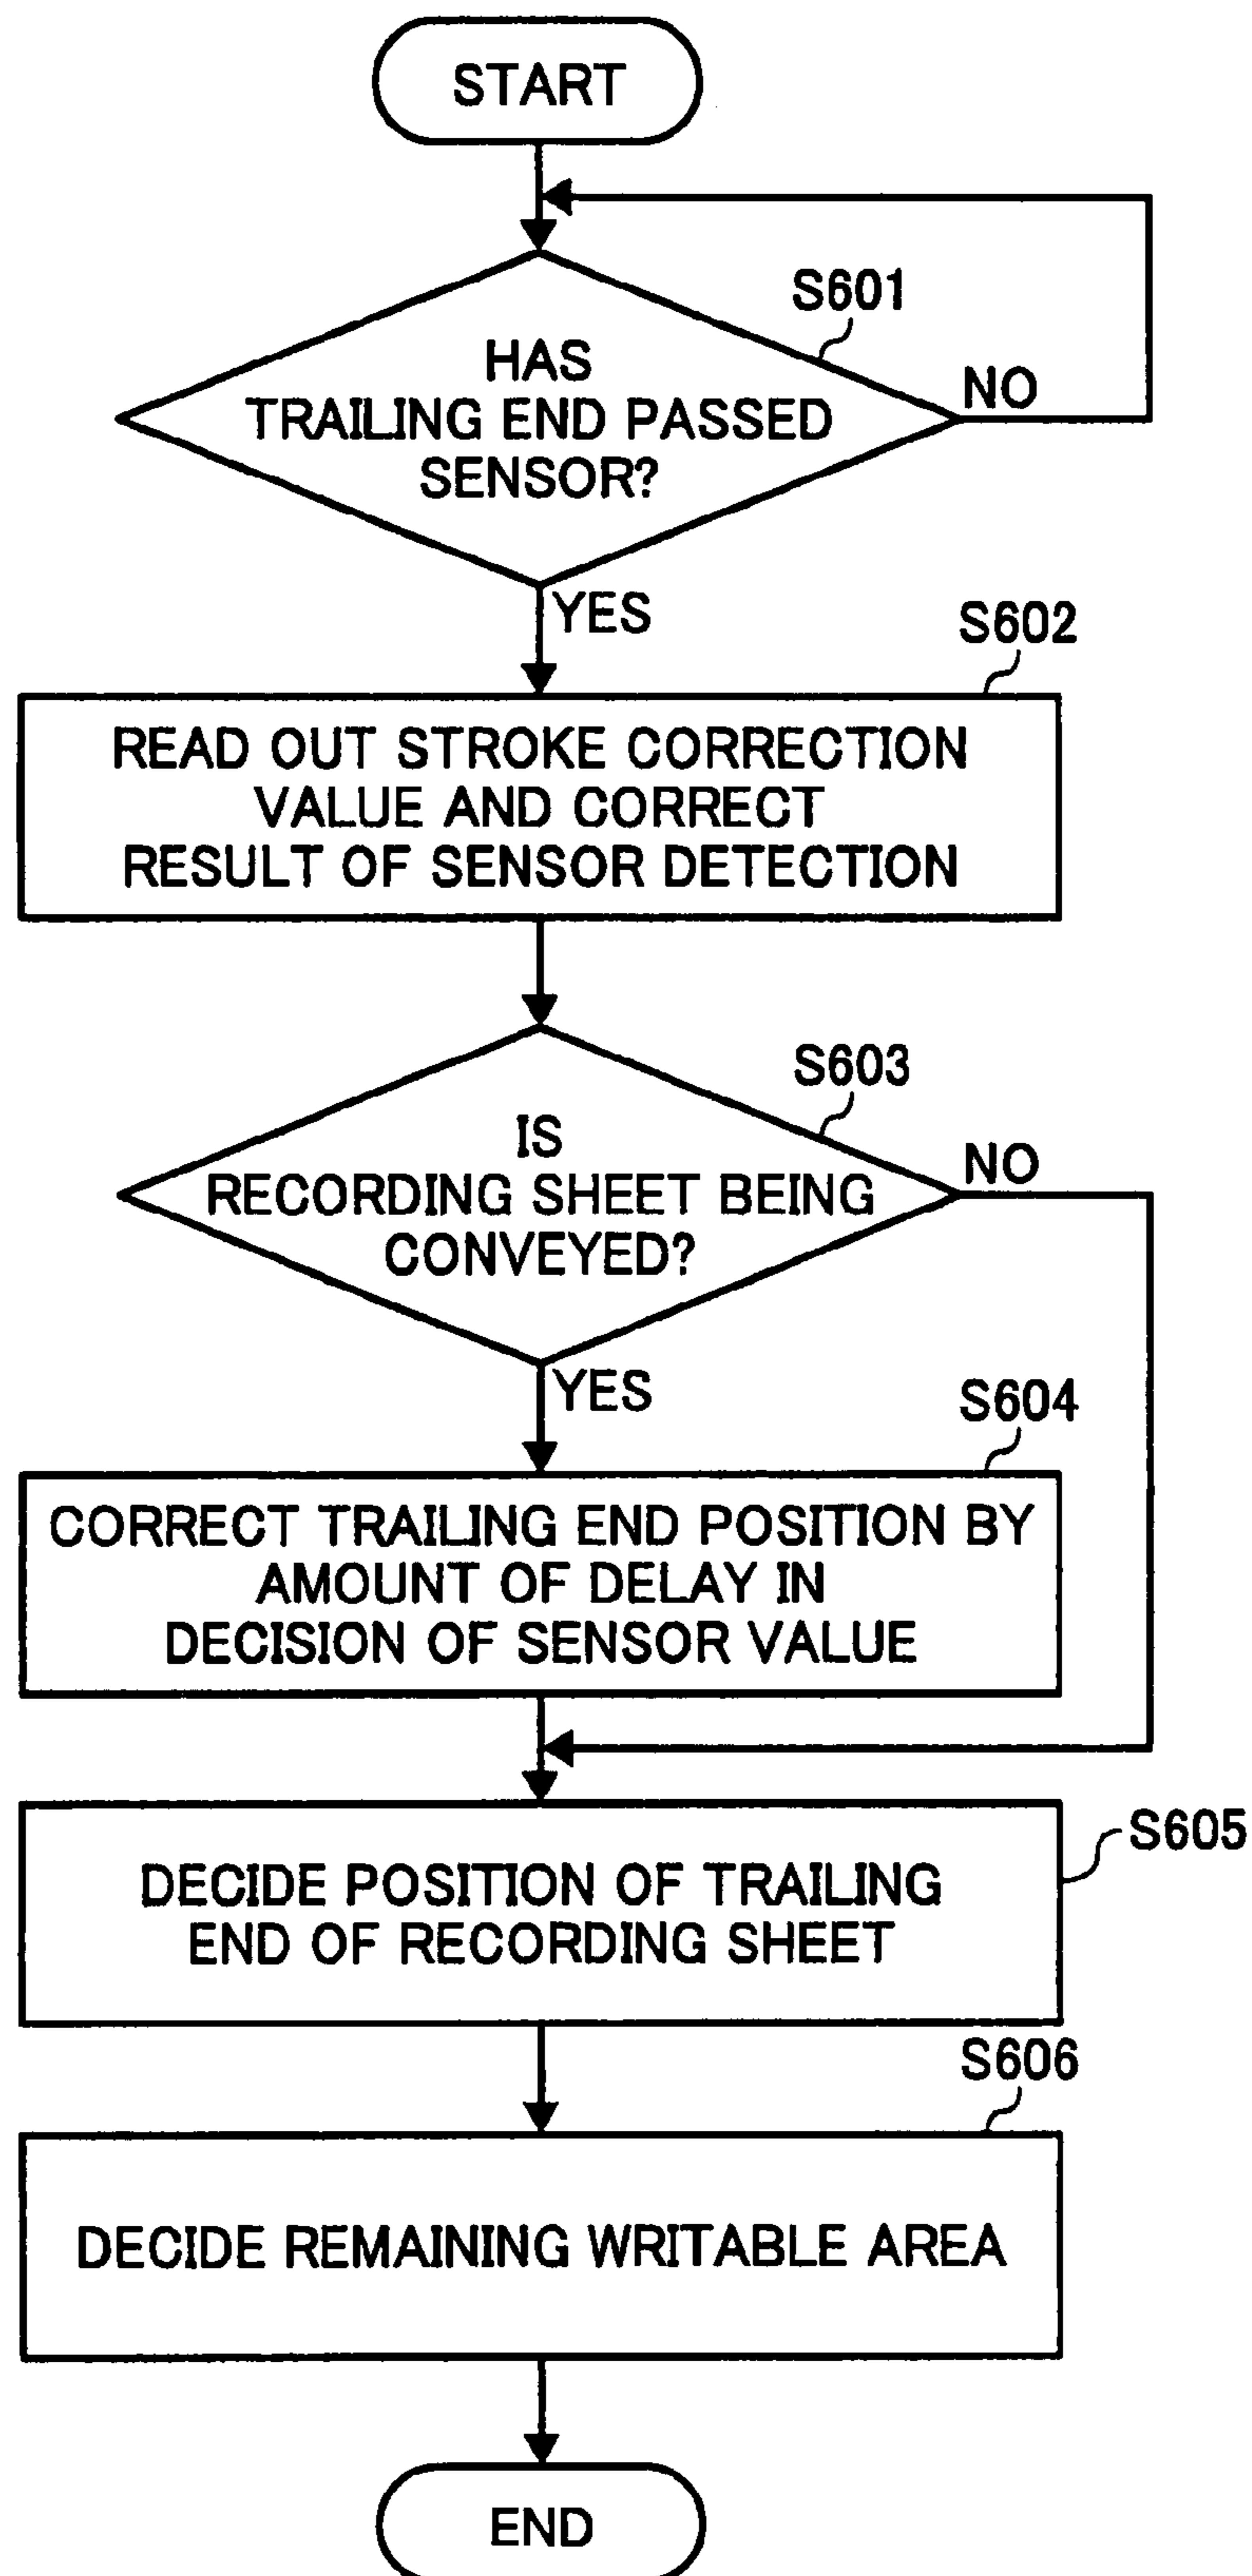 START
S601
HAS
TRAILING END PASSED
SENSOR?
NO
YES
S602
READ OUT STROKE CORRECTION
VALUE AND CORRECT
RESULT OF SENSOR DETECTION
S603
IS
RECORDING SHEET BEING
CONVEYED?
NO
YES
S604
CORRECT TRAILING END POSITION BY
AMOUNT OF DELAY IN
DECISION OF SENSOR VALUE
S605
DECIDE POSITION OF TRAILING
END OF RECORDING SHEET
S606
DECIDE REMAINING WRITABLE AREA
END